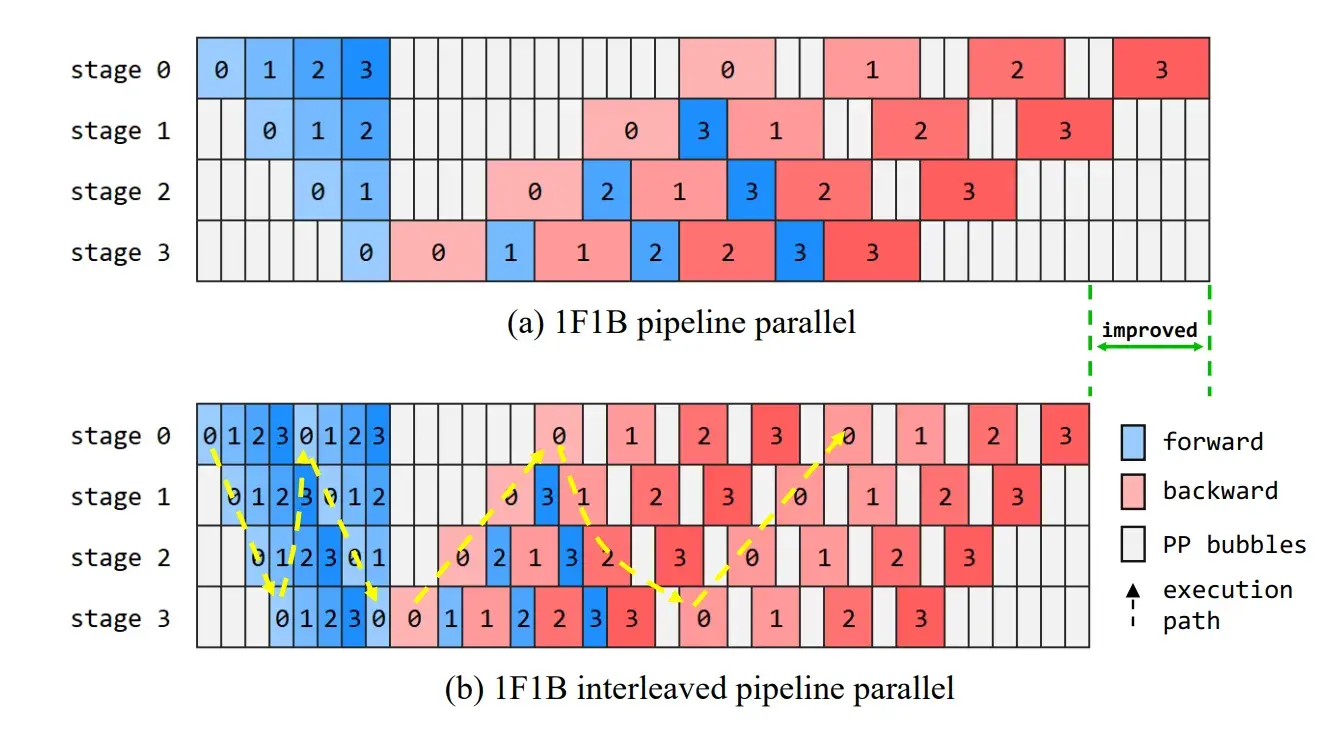 stage 0 0 1 2 3 0 1 2 3
stage 1 0 1 2 0 3 1 2 3
stage 2 0 1 0 2 1 3 2 3
stage 3 0 0 1 1 2 2 3 3
(a) 1F1B pipeline parallel
improved
stage 0 0 1 2 3 0 1 2 3 0 1 2 3 0 1 2 3
stage 1 0 1 2 3 0 1 2 0 3 1 2 3 0 1 2 3
stage 2 0 1 2 3 0 1 0 2 1 3 2 3 0 1 2 3
stage 3 0 1 2 3 0 0 1 1 2 2 3 3 0 1 2 3
forward
backward
PP bubbles
execution
path
(b) 1F1B interleaved pipeline parallel